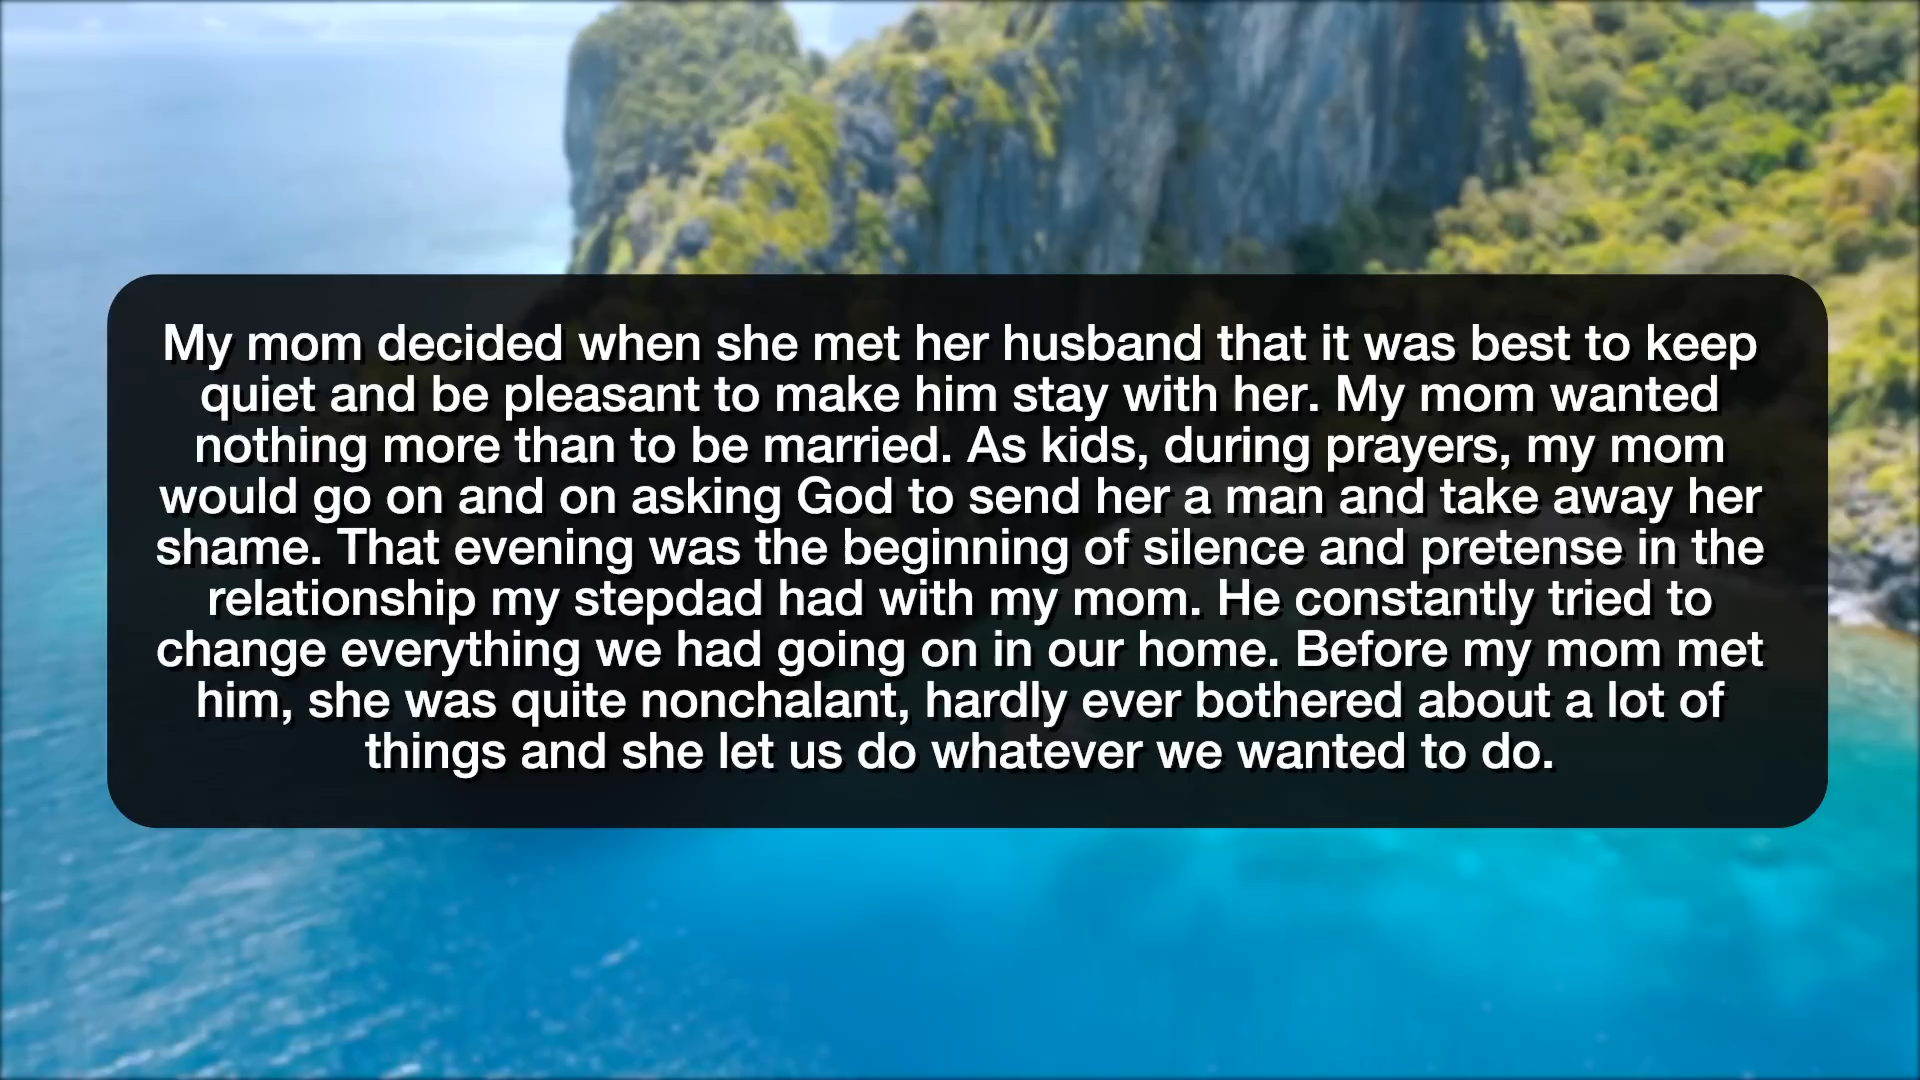 My mom decided when she met her husband that it was best to keep
quiet and be pleasant to make him stay with her. My mom wanted
nothing more than to be married. As kids, during prayers, my mom
would go on and on asking God to send her a man and take away her
shame. That evening was the beginning of silence and pretense in the
relationship my stepdad had with my mom. He constantly tried to
change everything we had going on in our home. Before my mom met
him, she was quite nonchalant, hardly ever bothered about a lot of
things and she let us do whatever we wanted to do.